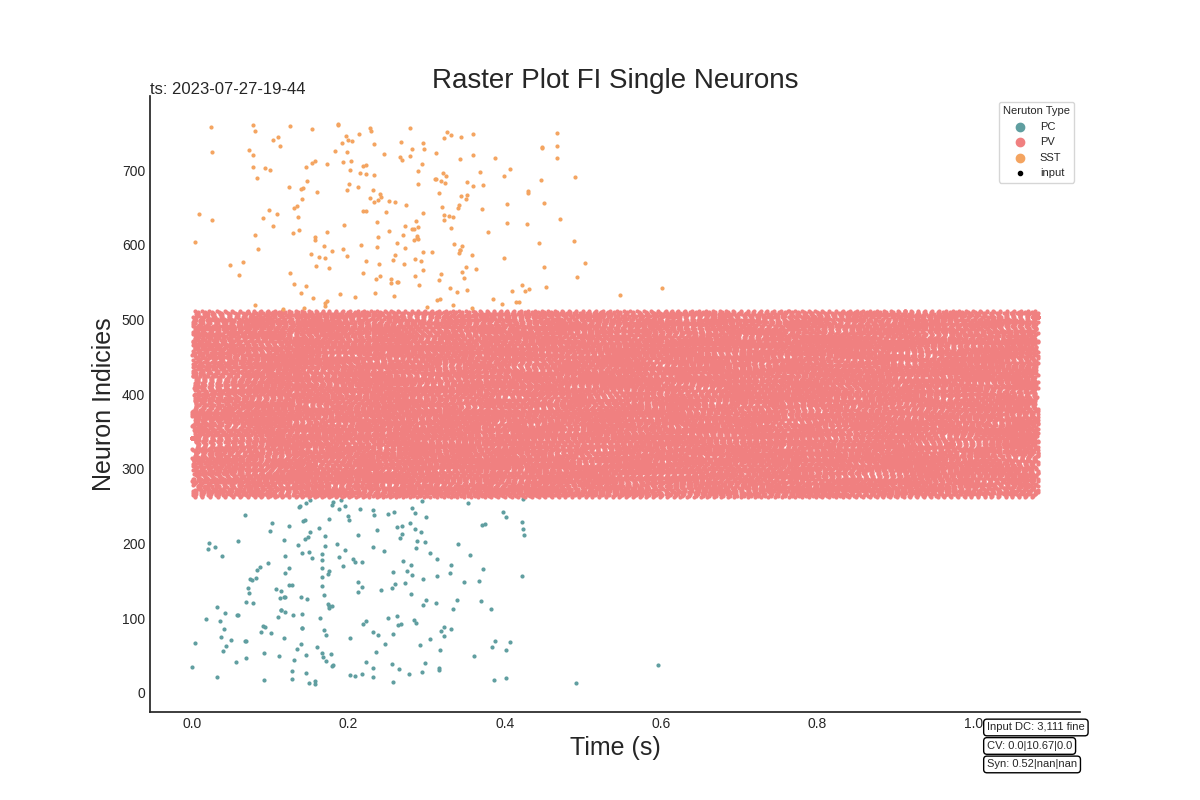 Raster Plot FI Single Neurons
ts: 2023-07-27-19-44
Neruton Type
PC
PV
SST
input
Neuron Indicies
700
600
500
400
300
200
100
0
0.0 0.2 0.4 0.6 0.8 1.0
Time (s)
Input DC: 3,111 fine
CV: 0.0|10.67|0.0
Syn: 0.52|nan|nan